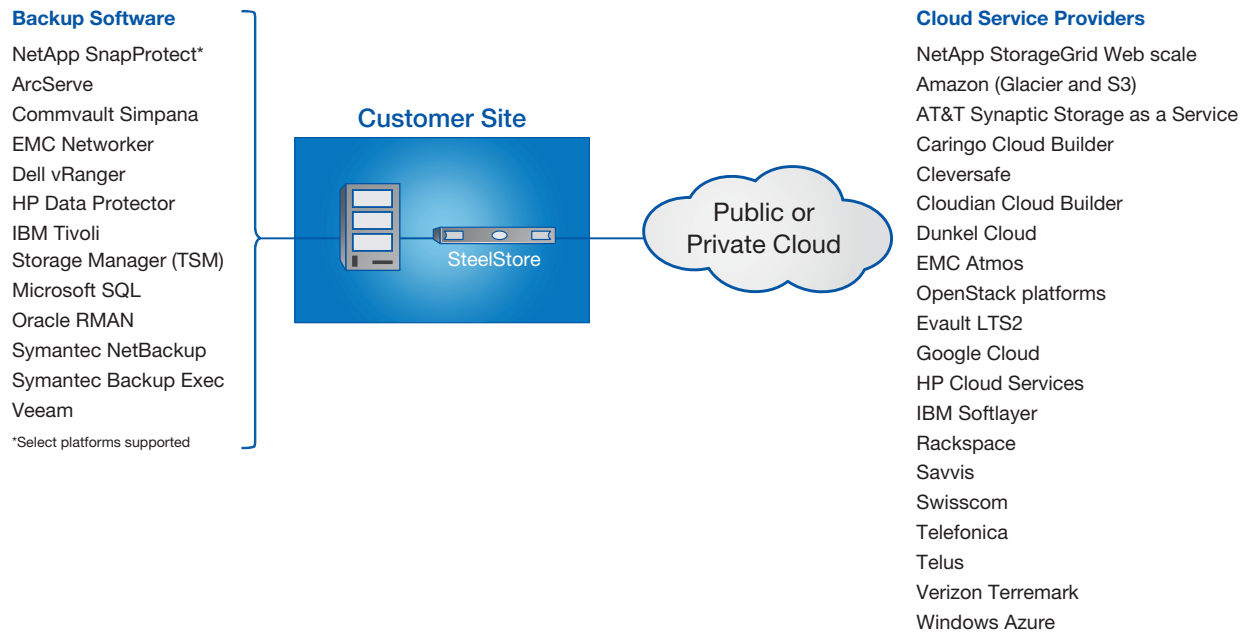 Backup Software
NetApp SnapProtect*
ArcServe
Commvault Simpana
EMC Networker
Dell vRanger
HP Data Protector
IBM Tivoli
Storage Manager (TSM)
Microsoft SQL
Oracle RMAN
Symantec NetBackup
Symantec Backup Exec
Veeam
*Select platforms supported
Customer Site
SteelStore
Public or
Private Cloud
Cloud Service Providers
NetApp StorageGrid Web scale
Amazon (Glacier and S3)
AT&T Synaptic Storage as a Service
Caringo Cloud Builder
Cleversafe
Cloudian Cloud Builder
Dunkel Cloud
EMC Atmos
OpenStack platforms
Evault LTS2
Google Cloud
HP Cloud Services
IBM Softlayer
Rackspace
Savvis
Swisscom
Telefonica
Telus
Verizon Terremark
Windows Azure